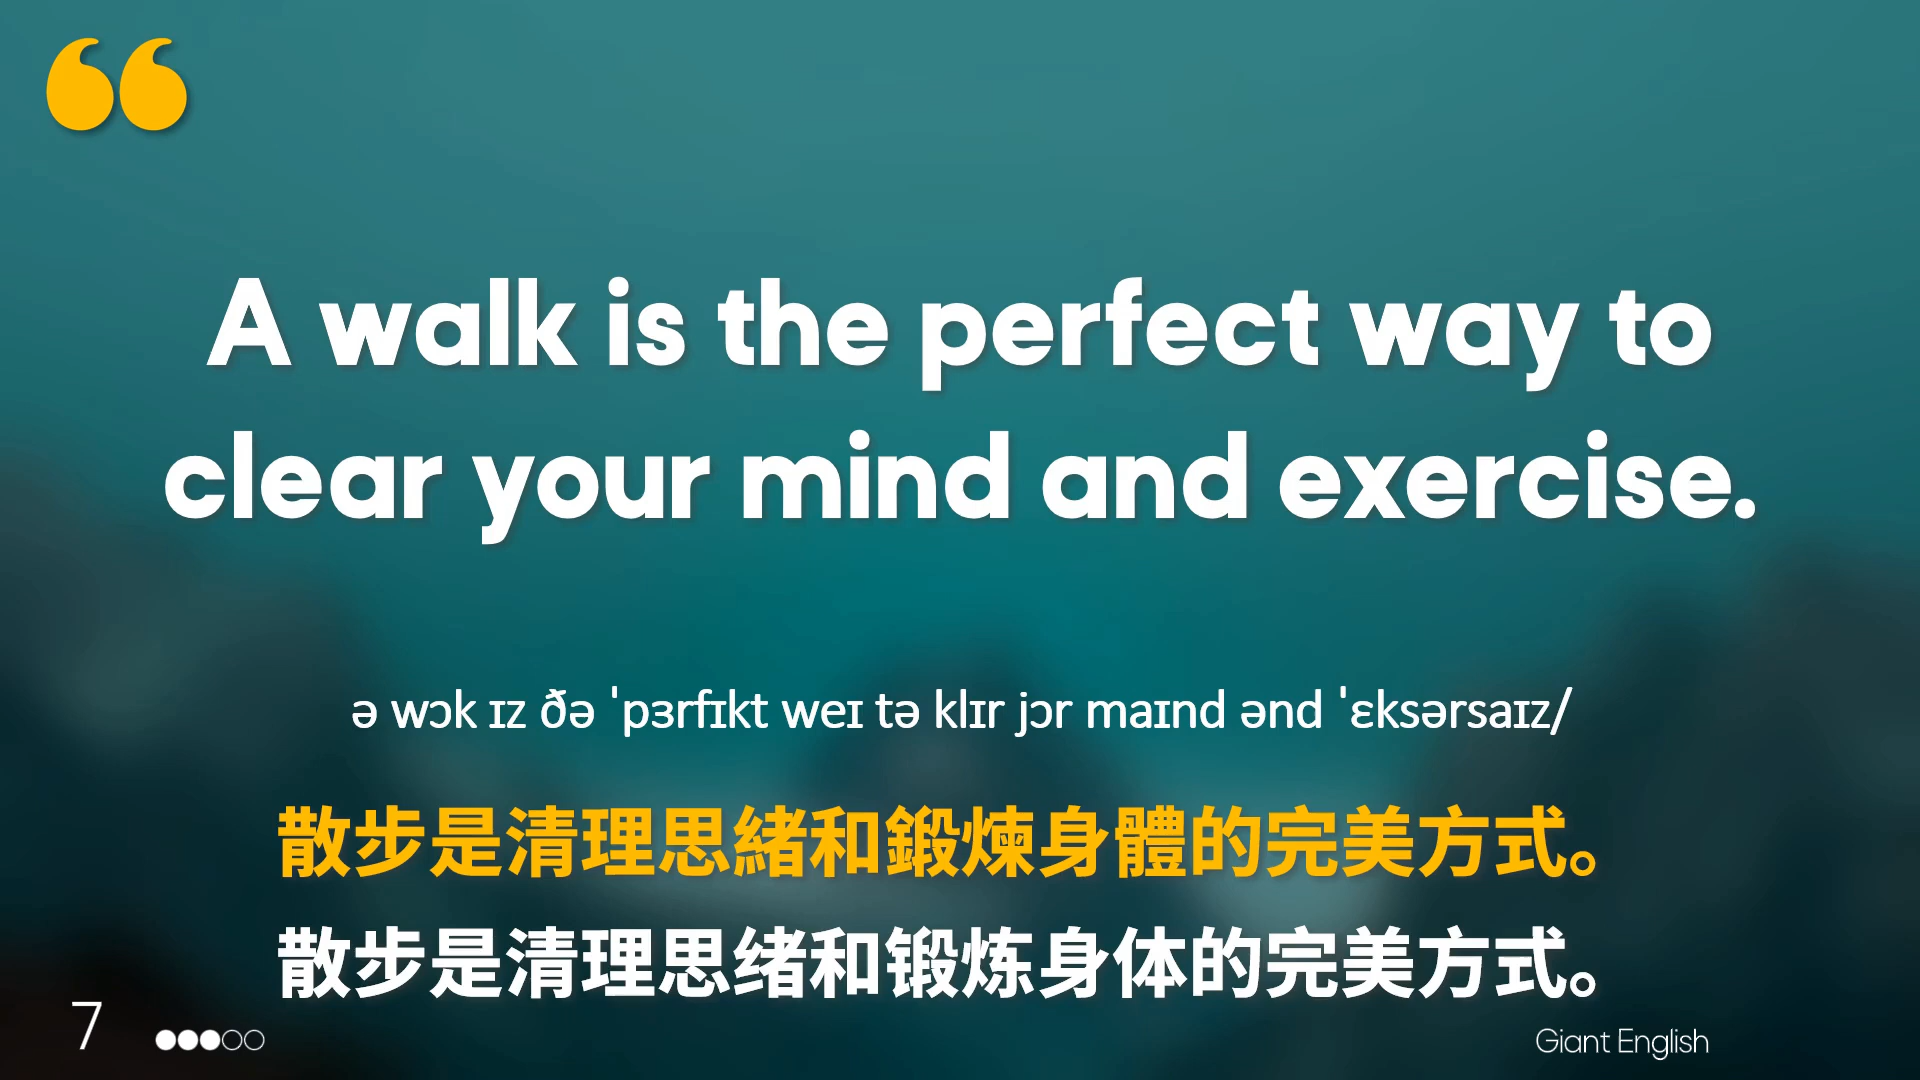 “
A walk is the perfect way to
clear your mind and exercise.
ə wɔk ɪz ðə ˈpɜrfɪkt weɪ tə klɪr jɔr maɪnd ənd ˈɛksərsaɪz/
散步是清理思緒和鍛煉身體的完美方式。
散步是清理思绪和锻炼身体的完美方式。
7
Giant English